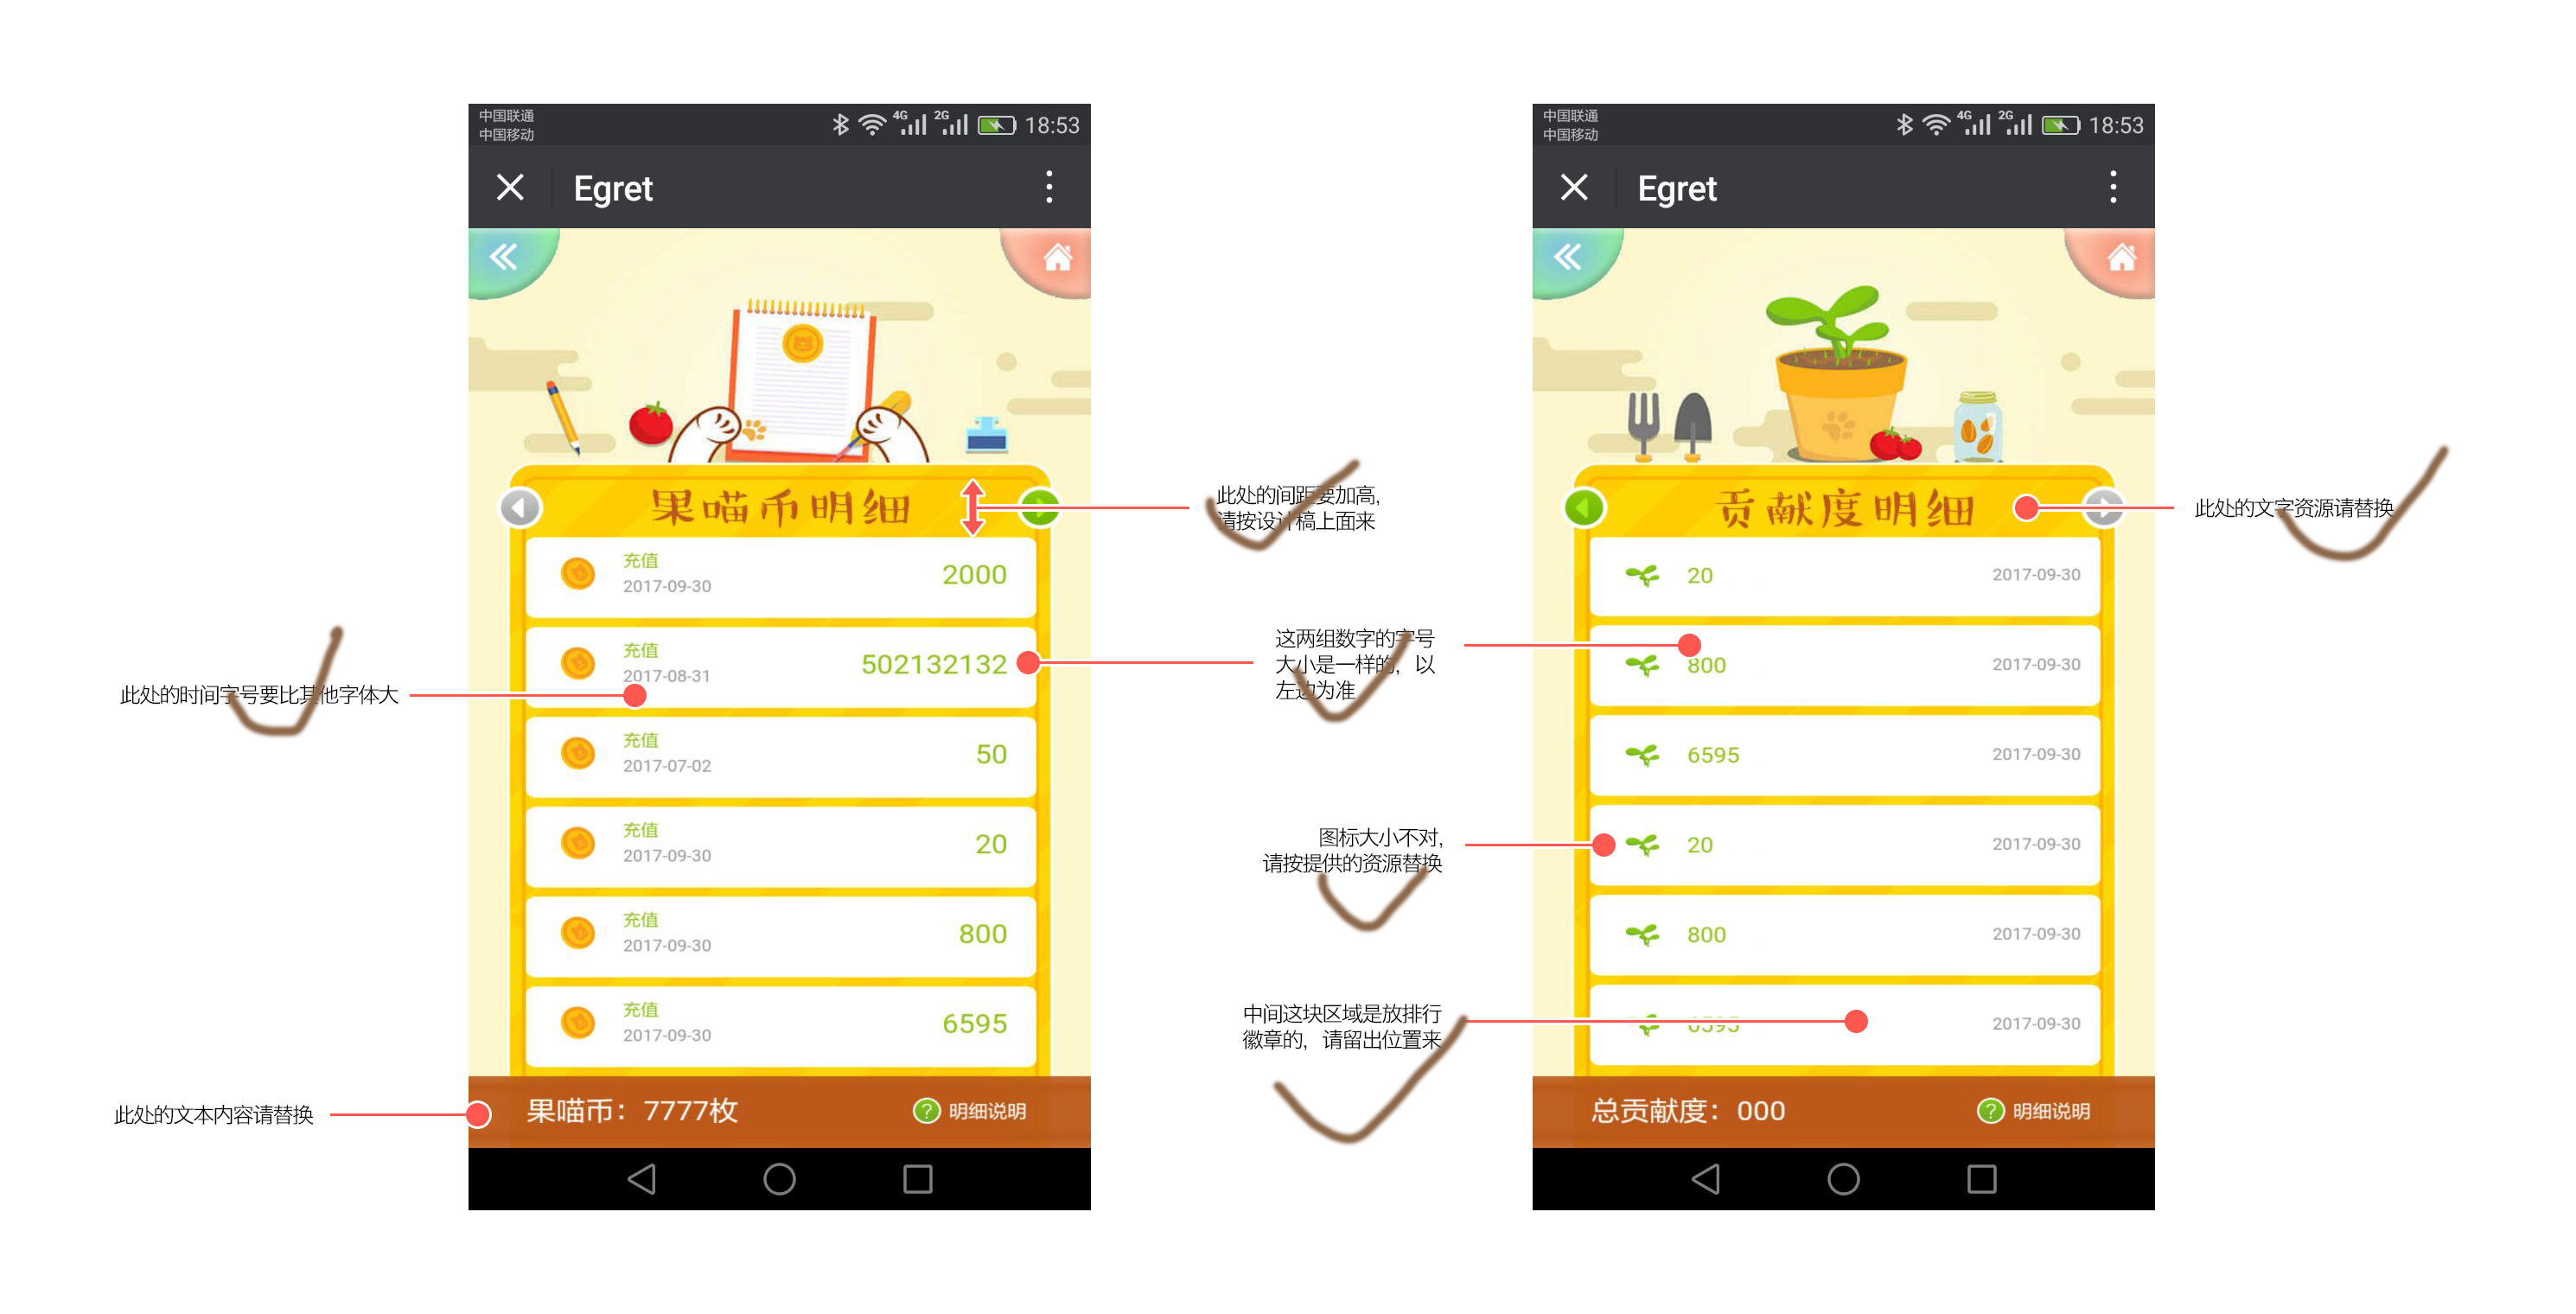 中国联通
中国移动
4G 2G 18:53
Egret
果喵币明细
充值
2017-09-30
2000
充值
2017-08-31
502132132
充值
2017-07-02
50
充值
2017-09-30
20
充值
2017-09-30
800
充值
2017-09-30
6595
果喵币：7777枚
? 明细说明
此处的时间字号要比其他字体大
此处的文本内容请替换
此处的间距要加高，
请按设计稿上面来
这两组数字的字号
大小是一样的，以
左边为准
图标大小不对，
请按提供的资源替换
中间这块区域是放排行
徽章的，请留出位置来
中国联通
中国移动
4G 2G 18:53
Egret
贡献度明细
20 2017-09-30
800 2017-09-30
6595 2017-09-30
20 2017-09-30
800 2017-09-30
6595 2017-09-30
总贡献度：000
? 明细说明
此处的文字资源请替换